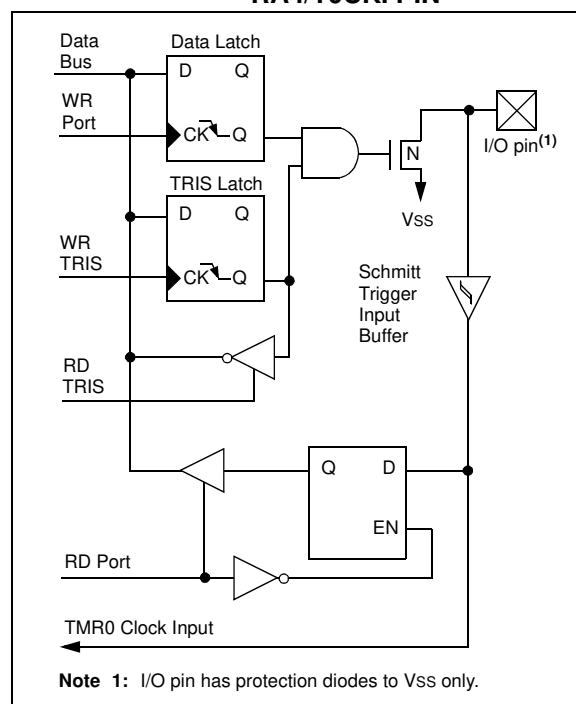 RA4/T0CKI PIN
Data
Bus
Data Latch
D Q
WR
Port
CK Q
I/O pin(1)
N
VSS
TRIS Latch
D Q
WR
TRIS
CK Q
Schmitt
Trigger
Input
Buffer
RD
TRIS
Q D
EN
RD Port
TMR0 Clock Input
Note 1: I/O pin has protection diodes to VSS only.